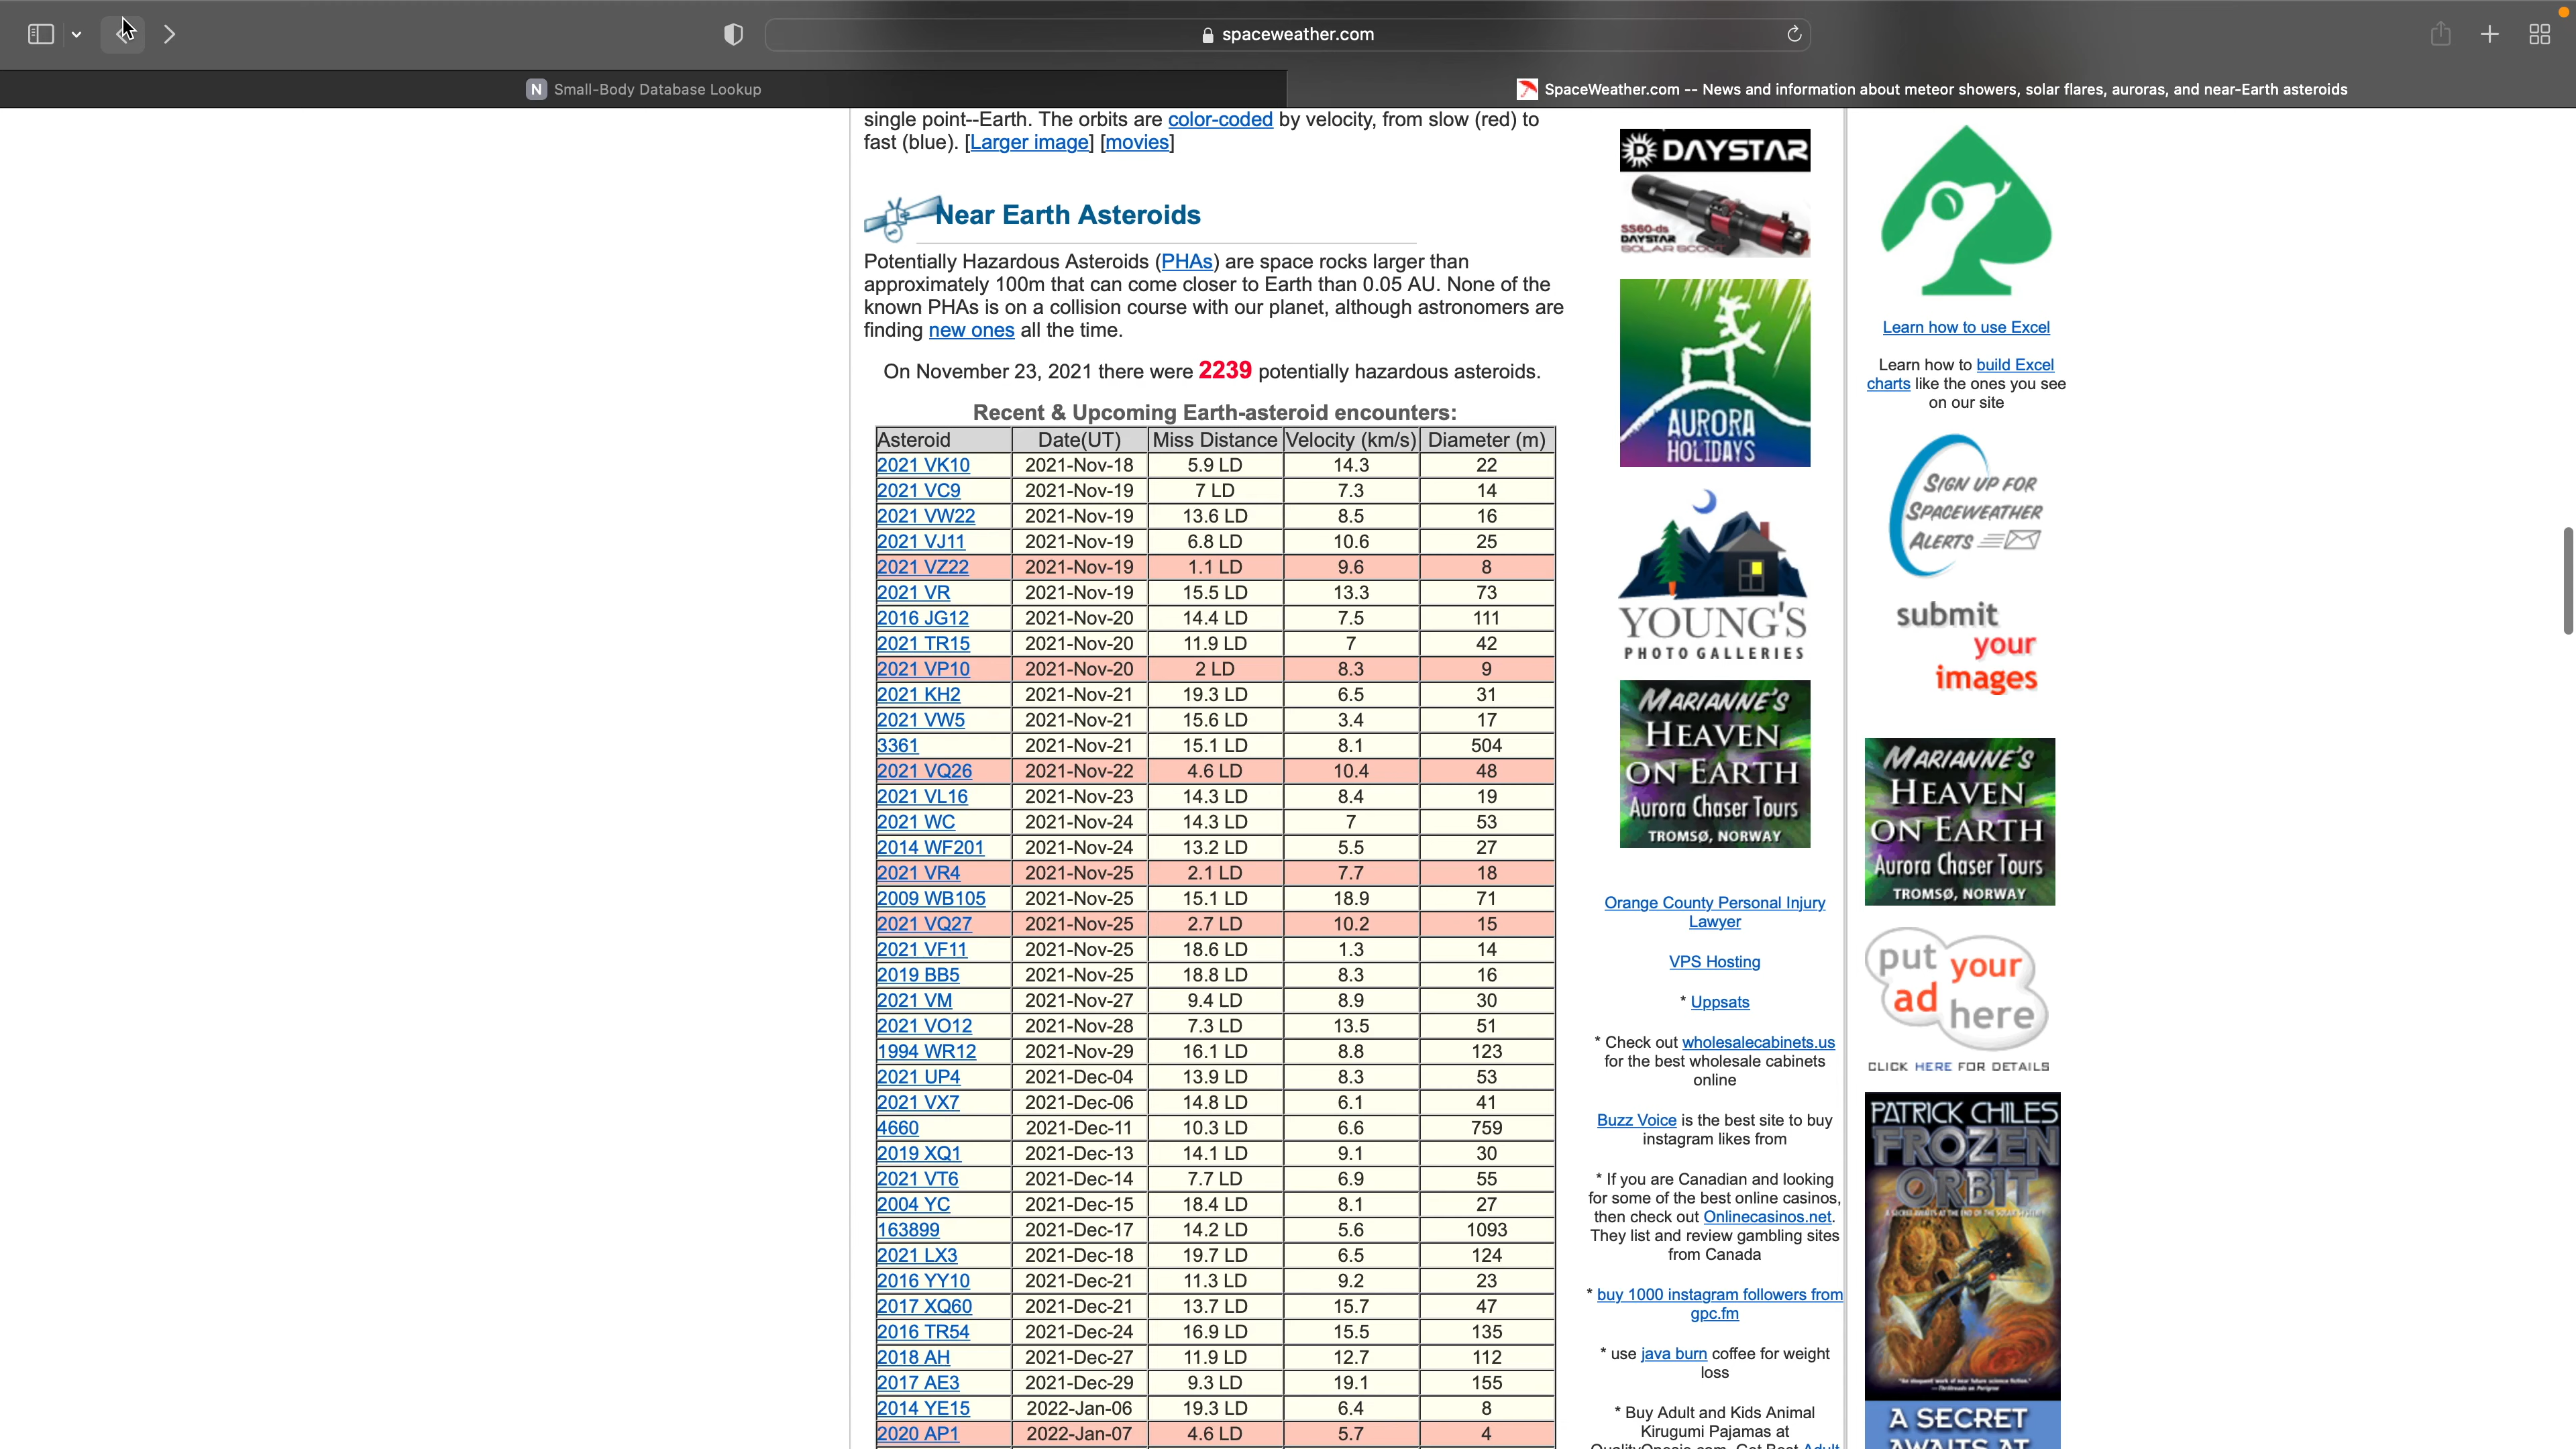 spaceweather.com
N Small-Body Database Lookup
SpaceWeather.com -- News and information about meteor showers, solar flares, auroras, and near-Earth asteroids
single point--Earth. The orbits are color-coded by velocity, from slow (red) to
fast (blue). [Larger image] [movies]
Near Earth Asteroids
Potentially Hazardous Asteroids (PHAs) are space rocks larger than
approximately 100m that can come closer to Earth than 0.05 AU. None of the
known PHAs is on a collision course with our planet, although astronomers are
finding new ones all the time.
On November 23, 2021 there were 2239 potentially hazardous asteroids.
Recent & Upcoming Earth-asteroid encounters:
Asteroid Date(UT) Miss Distance Velocity (km/s) Diameter (m)
2021 VK10 2021-Nov-18 5.9 LD 14.3 22
2021 VC9 2021-Nov-19 7 LD 7.3 14
2021 VW22 2021-Nov-19 13.6 LD 8.5 16
2021 VJ11 2021-Nov-19 6.8 LD 10.6 25
2021 VZ22 2021-Nov-19 1.1 LD 9.6 8
2021 VR 2021-Nov-19 15.5 LD 13.3 73
2016 JG12 2021-Nov-20 14.4 LD 7.5 111
2021 TR15 2021-Nov-20 11.9 LD 7 42
2021 VP10 2021-Nov-20 2 LD 8.3 9
2021 KH2 2021-Nov-21 19.3 LD 6.5 31
2021 VW5 2021-Nov-21 15.6 LD 3.4 17
3361 2021-Nov-21 15.1 LD 8.1 504
2021 VQ26 2021-Nov-22 4.6 LD 10.4 48
2021 VL16 2021-Nov-23 14.3 LD 8.4 19
2021 WC 2021-Nov-24 14.3 LD 7 53
2014 WF201 2021-Nov-24 13.2 LD 5.5 27
2021 VR4 2021-Nov-25 2.1 LD 7.7 18
2009 WB105 2021-Nov-25 15.1 LD 18.9 71
2021 VQ27 2021-Nov-25 2.7 LD 10.2 15
2021 VF11 2021-Nov-25 18.6 LD 1.3 14
2019 BB5 2021-Nov-25 18.8 LD 8.3 16
2021 VM 2021-Nov-27 9.4 LD 8.9 30
2021 VO12 2021-Nov-28 7.3 LD 13.5 51
1994 WR12 2021-Nov-29 16.1 LD 8.8 123
2021 UP4 2021-Dec-04 13.9 LD 8.3 53
2021 VX7 2021-Dec-06 14.8 LD 6.1 41
4660 2021-Dec-11 10.3 LD 6.6 759
2019 XQ1 2021-Dec-13 14.1 LD 9.1 30
2021 VT6 2021-Dec-14 7.7 LD 6.9 55
2004 YC 2021-Dec-15 18.4 LD 8.1 27
163899 2021-Dec-17 14.2 LD 5.6 1093
2021 LX3 2021-Dec-18 19.7 LD 6.5 124
2016 YY10 2021-Dec-21 11.3 LD 9.2 23
2017 XQ60 2021-Dec-21 13.7 LD 15.7 47
2016 TR54 2021-Dec-24 16.9 LD 15.5 135
2018 AH 2021-Dec-27 11.9 LD 12.7 112
2017 AE3 2021-Dec-29 9.3 LD 19.1 155
2014 YE15 2022-Jan-06 19.3 LD 6.4 8
2020 AP1 2022-Jan-07 4.6 LD 5.7 4
DAYSTAR
SS60-ds
DAYSTAR
SOLAR SCOUT
AURORA
HOLIDAYS
YOUNG'S
PHOTO GALLERIES
MARIANNE'S
HEAVEN
ON EARTH
Aurora Chaser Tours
TROMSØ, NORWAY
Orange County Personal Injury
Lawyer
VPS Hosting
* Uppsats
* Check out wholesalecabinets.us
for the best wholesale cabinets
online
Buzz Voice is the best site to buy
instagram likes from
* If you are Canadian and looking
for some of the best online casinos,
then check out Onlinecasinos.net.
They list and review gambling sites
from Canada
* buy 1000 instagram followers from
gpc.fm
* use java burn coffee for weight
loss
* Buy Adult and Kids Animal
Kirugumi Pajamas at
Learn how to use Excel
Learn how to build Excel
charts like the ones you see
on our site
SIGN UP FOR
SPACEWEATHER
ALERTS
submit
your
images
MARIANNE'S
HEAVEN
ON EARTH
Aurora Chaser Tours
TROMSØ, NORWAY
put your
ad here
CLICK HERE FOR DETAILS
PATRICK CHILES
FROZEN
ORBIT
A SECRET AWAITS AT THE END OF THE SOLAR SYSTEM
A SECRET
AWAITS AT